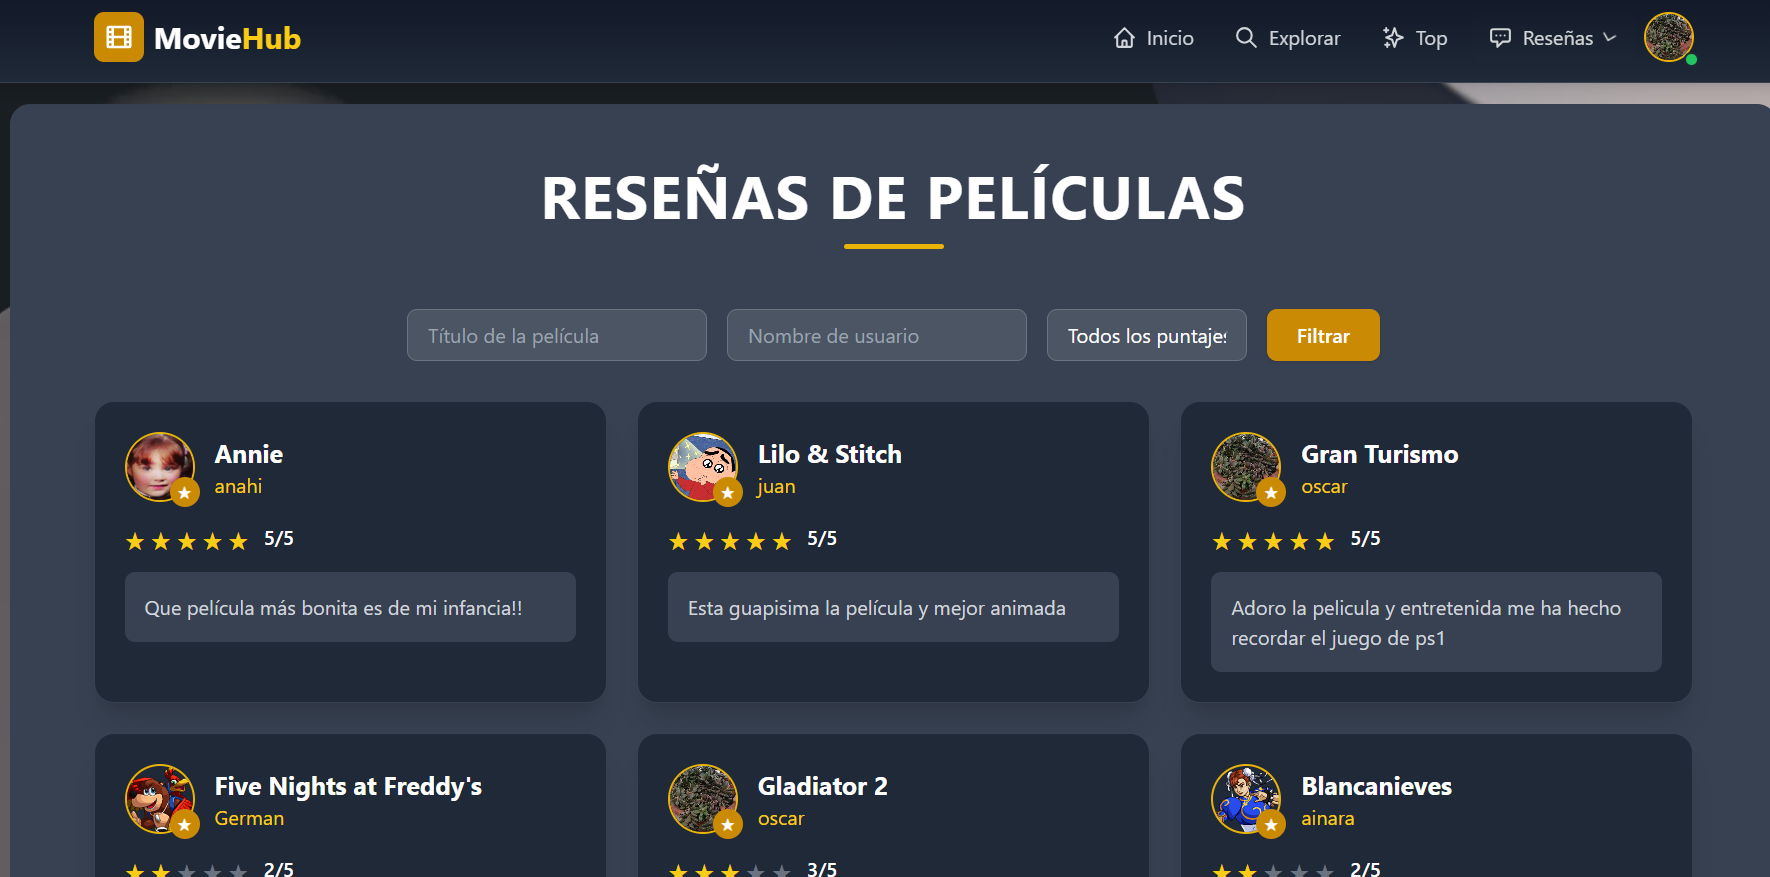 MovieHub
Inicio
Explorar
Top
Reseñas
RESEÑAS DE PELÍCULAS
Título de la película
Nombre de usuario
Todos los puntajes
Filtrar
Annie
anahi
5/5
Que película más bonita es de mi infancia!!
Lilo & Stitch
juan
5/5
Esta guapisima la película y mejor animada
Gran Turismo
oscar
5/5
Adoro la pelicula y entretenida me ha hecho
recordar el juego de ps1
Five Nights at Freddy's
German
2/5
Gladiator 2
oscar
3/5
Blancanieves
ainara
2/5